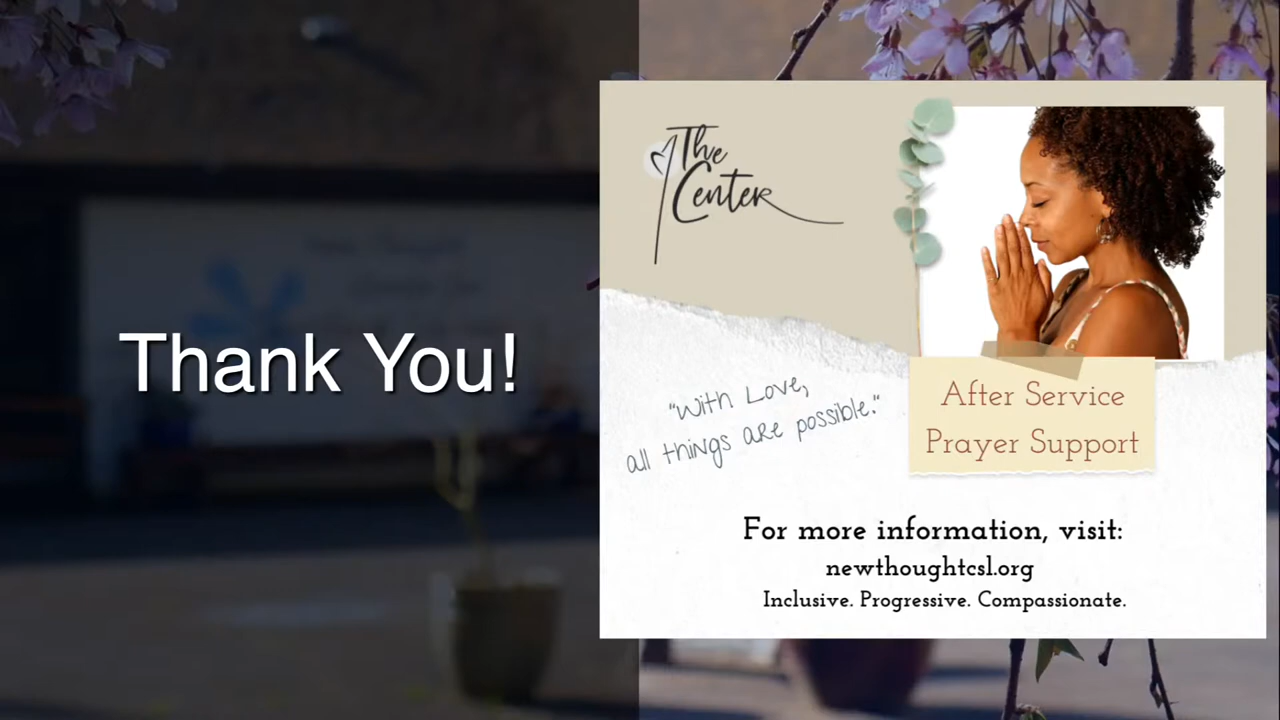 Thank You!
The
Center
"With Love,
all things are possible."
After Service
Prayer Support
For more information, visit:
newthoughtcsl.org
Inclusive. Progressive. Compassionate.